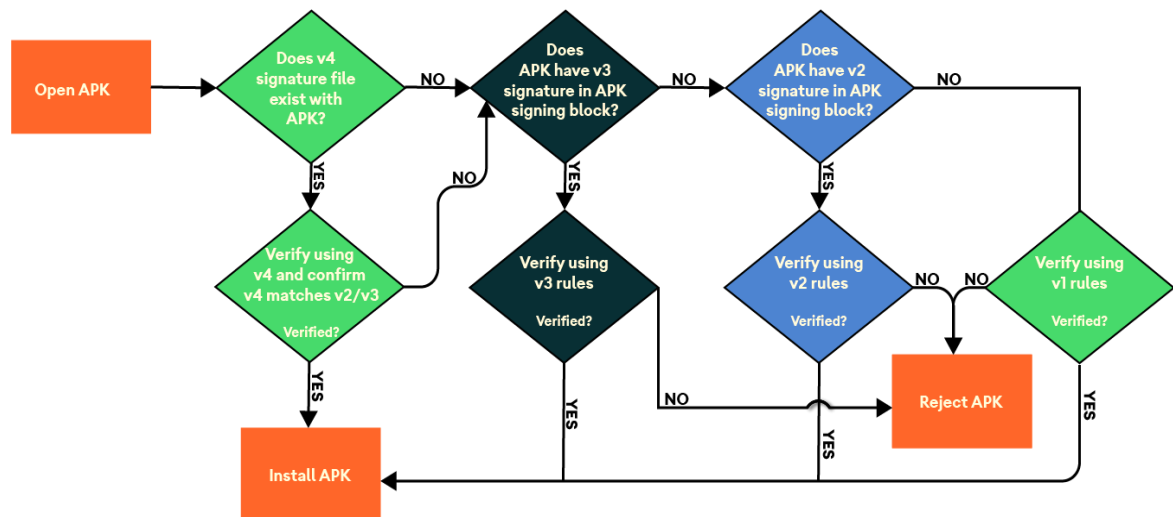 Open APK
Does v4
signature file
exist with
APK?
NO
Does
APK have v3
signature in APK
signing block?
NO
Does
APK have v2
signature in APK
signing block?
NO
YES
NO
YES
YES
Verify using
v4 and confirm
v4 matches v2/v3
Verified?
Verify using
v3 rules
Verified?
Verify using
v2 rules
Verified?
NO
NO
Verify using
v1 rules
Verified?
YES
NO
YES
YES
YES
Reject APK
Install APK